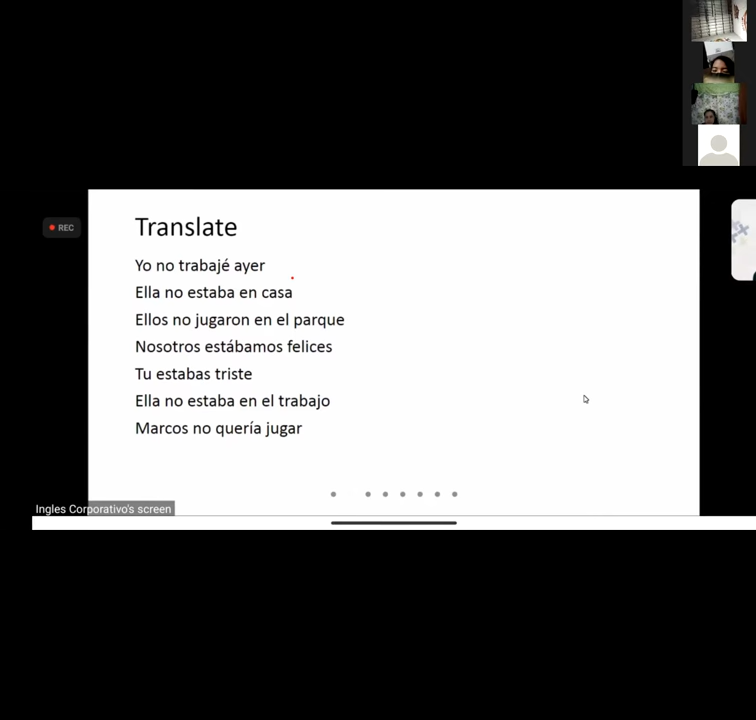 REC
Translate
Yo no trabajé ayer
Ella no estaba en casa
Ellos no jugaron en el parque
Nosotros estábamos felices
Tu estabas triste
Ella no estaba en el trabajo
Marcos no quería jugar
Ingles Corporativo's screen